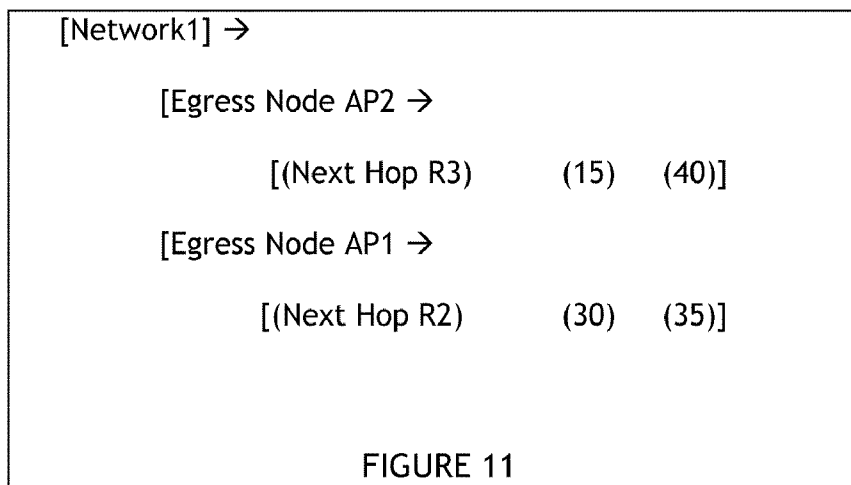 [Network1] →
[Egress Node AP2 →
[(Next Hop R3) (15) (40)]
[Egress Node AP1 →
[(Next Hop R2) (30) (35)]
FIGURE 11